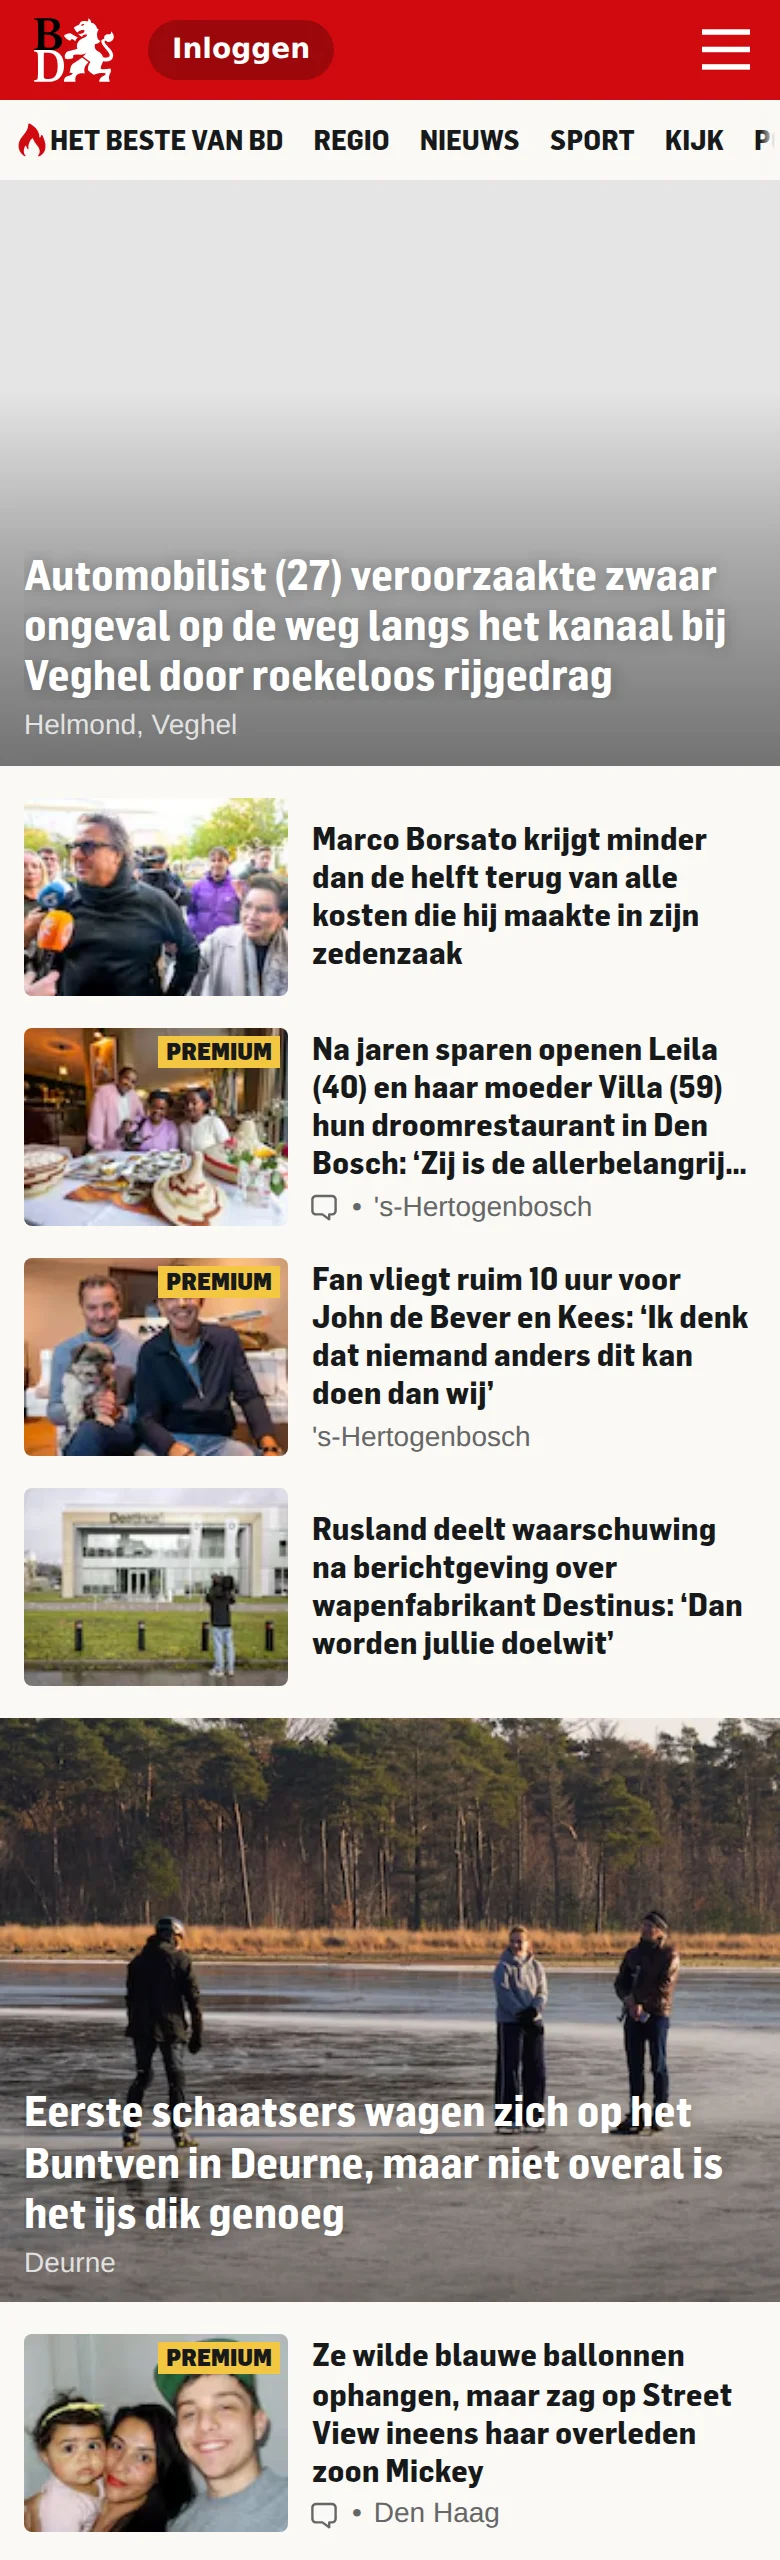 B
D
Inloggen
HET BESTE VAN BD REGIO NIEUWS SPORT KIJK
Automobilist (27) veroorzaakte zwaar
ongeval op de weg langs het kanaal bij
Veghel door roekeloos rijgedrag
Helmond, Veghel
Marco Borsato krijgt minder
dan de helft terug van alle
kosten die hij maakte in zijn
zedenzaak
PREMIUM
Na jaren sparen openen Leila
(40) en haar moeder Villa (59)
hun droomrestaurant in Den
Bosch: ‘Zij is de allerbelangrij...
• 's-Hertogenbosch
PREMIUM
Fan vliegt ruim 10 uur voor
John de Bever en Kees: ‘Ik denk
dat niemand anders dit kan
doen dan wij’
's-Hertogenbosch
Destinus
Rusland deelt waarschuwing
na berichtgeving over
wapenfabrikant Destinus: ‘Dan
worden jullie doelwit’
Eerste schaatsers wagen zich op het
Buntven in Deurne, maar niet overal is
het ijs dik genoeg
Deurne
PREMIUM
Ze wilde blauwe ballonnen
ophangen, maar zag op Street
View ineens haar overleden
zoon Mickey
• Den Haag